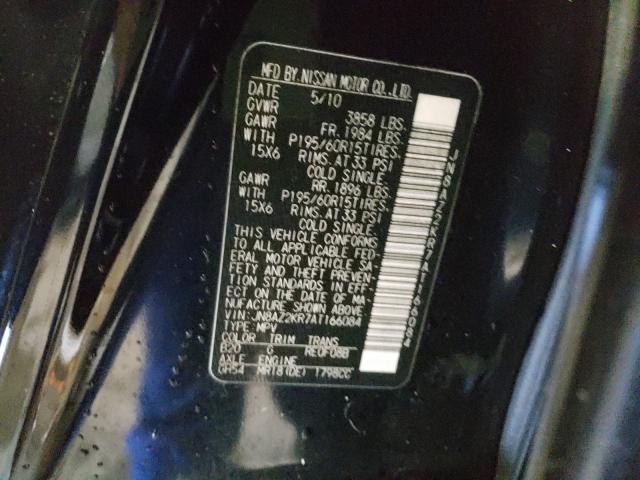 MFD BY.NISSAN MOTOR CO.,LTD.
DATE 5/10
GVWR 3858 LBS.
GAWR FR. 1984 LBS.
WITH P195/60R15TIRES.
15X6 RIMS. AT 33 PSI
COLD SINGLE.
GAWR RR. 1896 LBS.
WITH P195/60R15TIRES.
15X6 RIMS. AT 33 PSI
COLD SINGLE.
THIS VEHICLE CONFORMS
TO ALL APPLICABLE FED-
ERAL MOTOR VEHICLE SA-
FETY AND THEFT PREVEN-
TION STANDARDS IN EFF-
ECT ON THE DATE OF MA-
NUFACTURE SHOWN ABOVE.
VIN:JN8AZ2KR7AT166084
TYPE:MPV
COLOR TRIM TRANS
B20 G RE0F08B
AXLE ENGINE
GH54 MR18(DE) 1798CC
JN8AZ2KR7AT166084